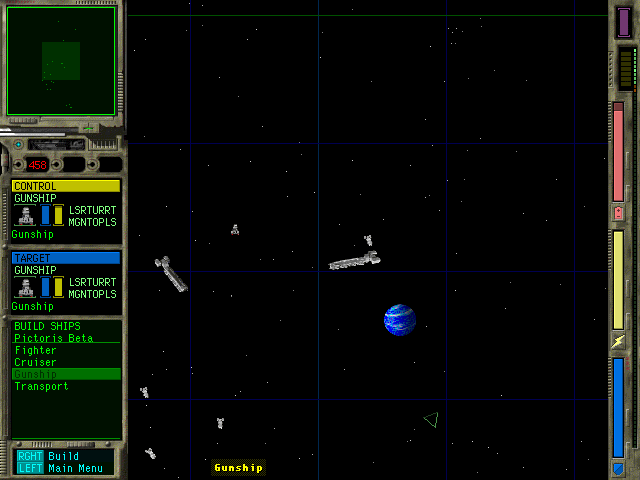 458
CONTROL
GUNSHIP
LSRTURRT
MGNTOPLS
Gunship
TARGET
GUNSHIP
LSRTURRT
MGNTOPLS
Gunship
BUILD SHIPS
Pictoris Beta
Fighter
Cruiser
Gunship
Transport
RGHT Build
LEFT Main Menu
Gunship